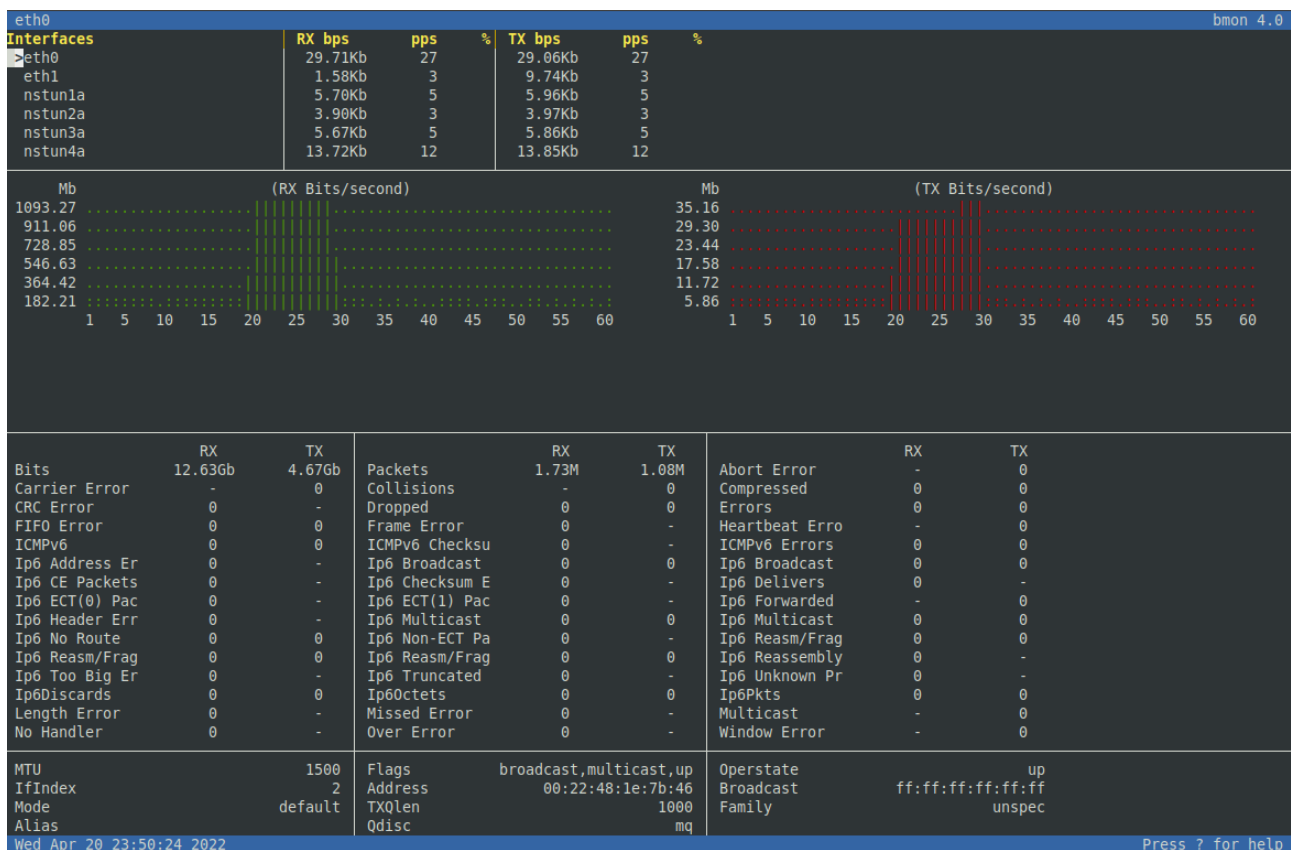 eth0 bmon 4.0
Interfaces RX bps pps % TX bps pps %
>eth0 29.71Kb 27 29.06Kb 27
eth1 1.58Kb 3 9.74Kb 3
nstun1a 5.70Kb 5 5.96Kb 5
nstun2a 3.90Kb 3 3.97Kb 3
nstun3a 5.67Kb 5 5.86Kb 5
nstun4a 13.72Kb 12 13.85Kb 12
Mb (RX Bits/second) Mb (TX Bits/second)
1093.27 35.16
911.06 29.30
728.85 23.44
546.63 17.58
364.42 11.72
182.21 5.86
1 5 10 15 20 25 30 35 40 45 50 55 60 1 5 10 15 20 25 30 35 40 45 50 55 60
RX TX RX TX RX TX
Bits 12.63Gb 4.67Gb Packets 1.73M 1.08M Abort Error - 0
Carrier Error - 0 Collisions - 0 Compressed 0 0
CRC Error 0 - Dropped 0 0 Errors 0 0
FIFO Error 0 0 Frame Error 0 - Heartbeat Erro - 0
ICMPv6 0 0 ICMPv6 Checksu 0 - ICMPv6 Errors 0 0
Ip6 Address Er 0 - Ip6 Broadcast 0 0 Ip6 Broadcast 0 0
Ip6 CE Packets 0 - Ip6 Checksum E 0 - Ip6 Delivers 0 -
Ip6 ECT(0) Pac 0 - Ip6 ECT(1) Pac 0 - Ip6 Forwarded - 0
Ip6 Header Err 0 - Ip6 Multicast 0 0 Ip6 Multicast 0 0
Ip6 No Route 0 0 Ip6 Non-ECT Pa 0 - Ip6 Reasm/Frag 0 0
Ip6 Reasm/Frag 0 0 Ip6 Reasm/Frag 0 0 Ip6 Reassembly 0 -
Ip6 Too Big Er 0 - Ip6 Truncated 0 - Ip6 Unknown Pr 0 -
Ip6Discards 0 0 Ip6Octets 0 0 Ip6Pkts 0 0
Length Error 0 - Missed Error 0 - Multicast - 0
No Handler 0 - Over Error 0 - Window Error - 0
MTU 1500 Flags broadcast,multicast,up Operstate up
IfIndex 2 Address 00:22:48:1e:7b:46 Broadcast ff:ff:ff:ff:ff:ff
Mode default TXQlen 1000 Family unspec
Alias Qdisc mq
Wed Apr 20 23:50:24 2022 Press ? for help